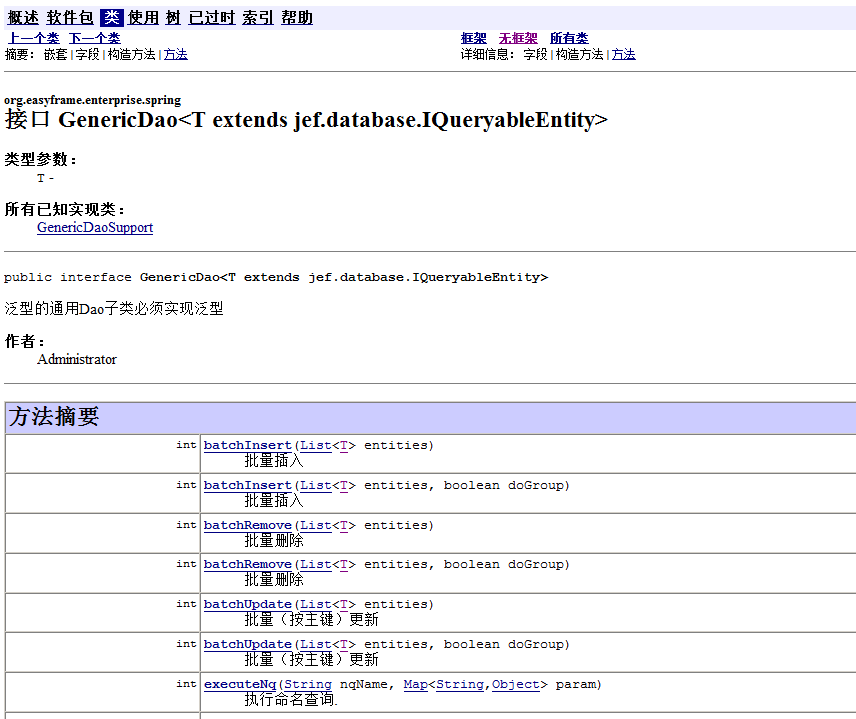 概述 软件包 类 使用 树 已过时 索引 帮助
上一个类 下一个类 框架 无框架 所有类
摘要： 嵌套 | 字段 | 构造方法 | 方法 详细信息： 字段 | 构造方法 | 方法
org.easyframe.enterprise.spring
接口 GenericDao<T extends jef.database.IQueryableEntity>
类型参数：
T -
所有已知实现类：
GenericDaoSupport
public interface GenericDao<T extends jef.database.IQueryableEntity>
泛型的通用Dao子类必须实现泛型
作者：
Administrator
方法摘要
int batchInsert(List<T> entities)
批量插入
int batchInsert(List<T> entities, boolean doGroup)
批量插入
int batchRemove(List<T> entities)
批量删除
int batchRemove(List<T> entities, boolean doGroup)
批量删除
int batchUpdate(List<T> entities)
批量（按主键）更新
int batchUpdate(List<T> entities, boolean doGroup)
批量（按主键）更新
int executeNq(String nqName, Map<String,Object> param)
执行命名查询.